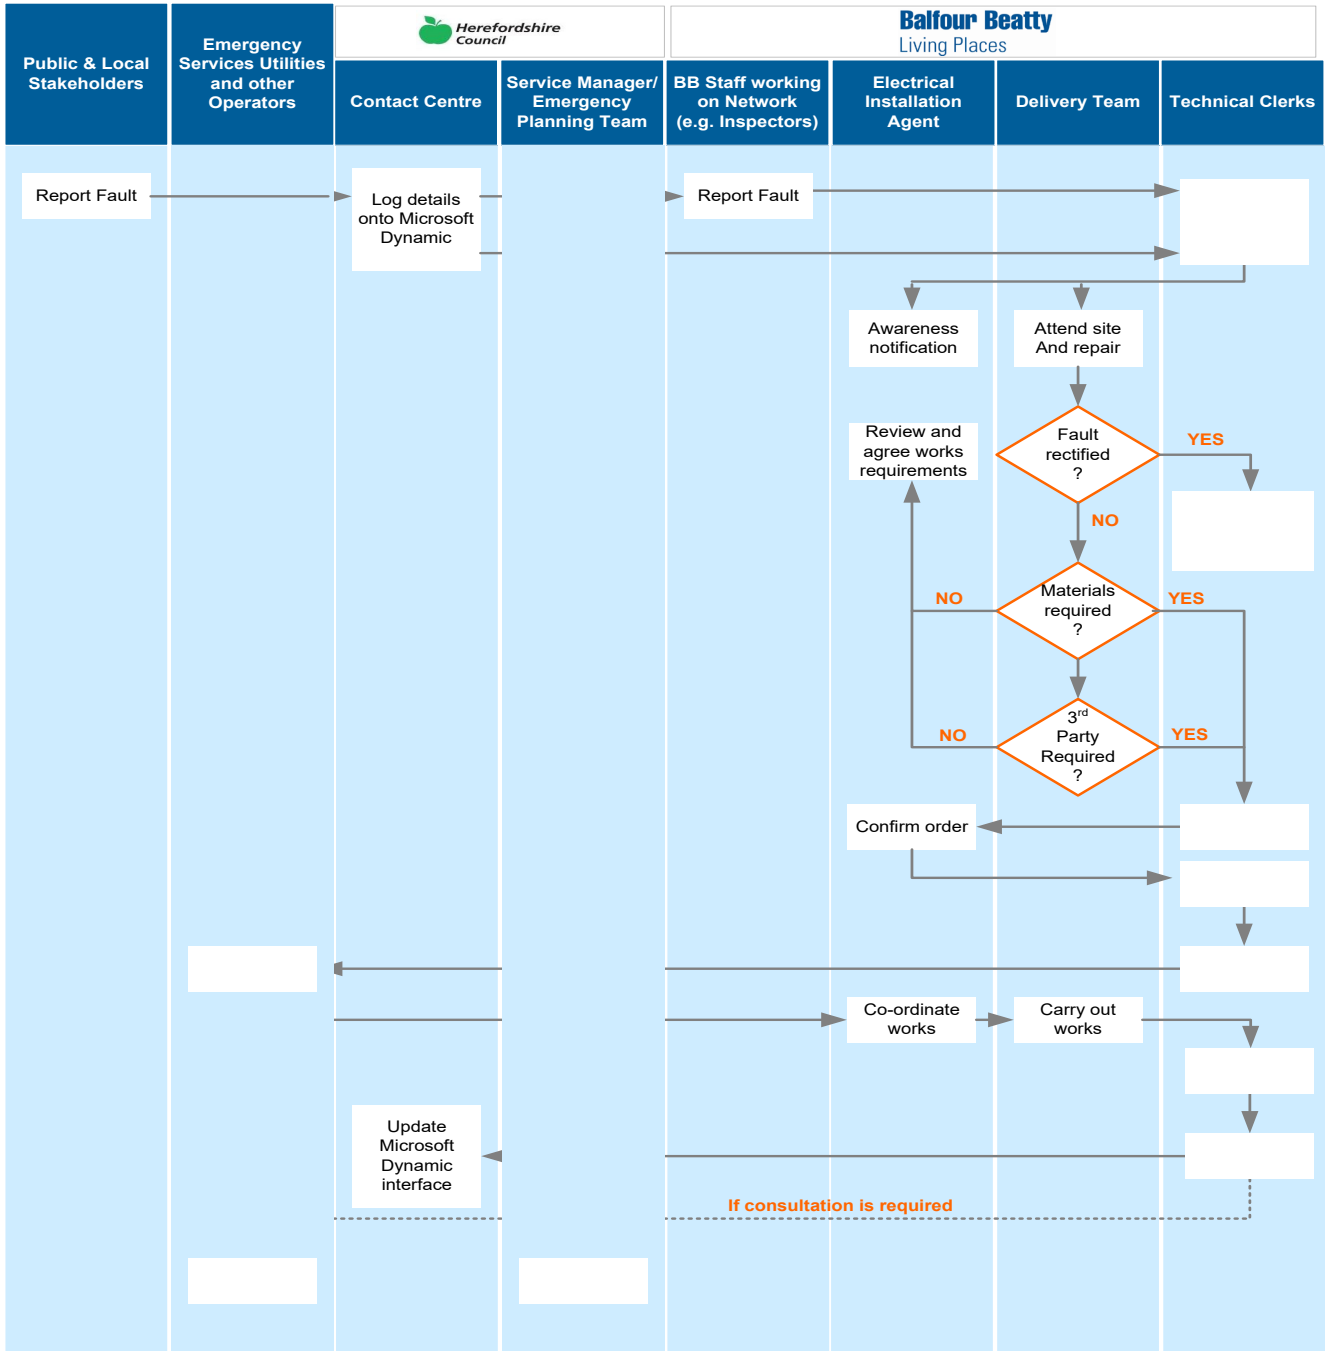 Herefordshire
Council
Balfour Beatty
Living Places
Public & Local
Stakeholders
Emergency
Services Utilities
and other
Operators
Contact Centre
Service Manager/
Emergency
Planning Team
BB Staff working
on Network
(e.g. Inspectors)
Electrical
Installation
Agent
Delivery Team
Technical Clerks
Report Fault
Log details
onto Microsoft
Dynamic
Report Fault
Awareness
notification
Attend site
And repair
Review and
agree works
requirements
Fault
rectified
?
YES
NO
Materials
required
?
NO
YES
3rd
Party
Required
?
NO
YES
Confirm order
Co-ordinate
works
Carry out
works
Update
Microsoft
Dynamic
interface
If consultation is required